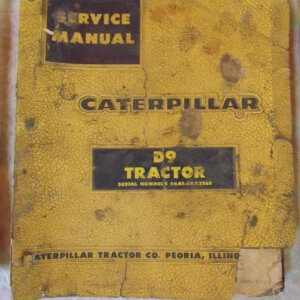 SERVICE
MANUAL
CATERPILLAR
D9
TRACTOR
SERIAL NUMBERS
CATERPILLAR TRACTOR CO. PEORIA, ILLINO